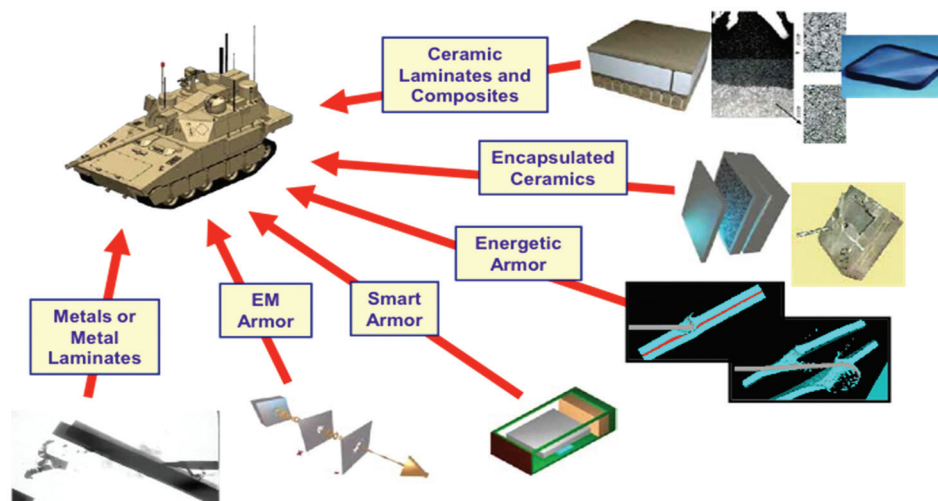 Ceramic
Laminates and
Composites
Encapsulated
Ceramics
Energetic
Armor
Smart
Armor
EM
Armor
Metals or
Metal
Laminates
+
-